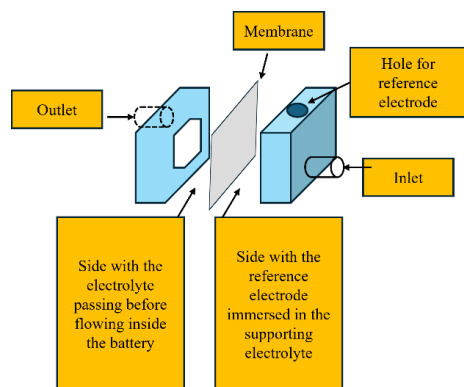 Membrane
Hole for
reference
electrode
Outlet
Inlet
Side with the
electrolyte
passing before
flowing inside
the battery
Side with the
reference
electrode
immersed in the
supporting
electrolyte